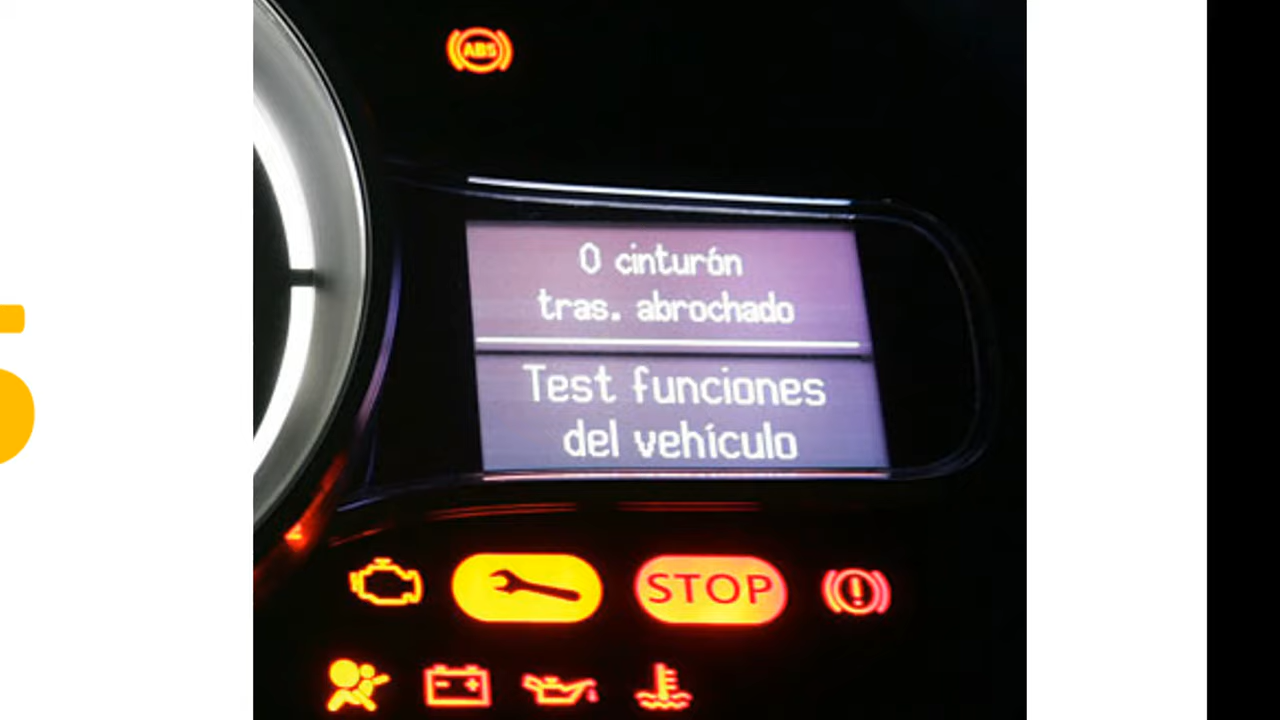 ABS
0 cinturón
tras. abrochado
Test funciones
del vehículo
STOP